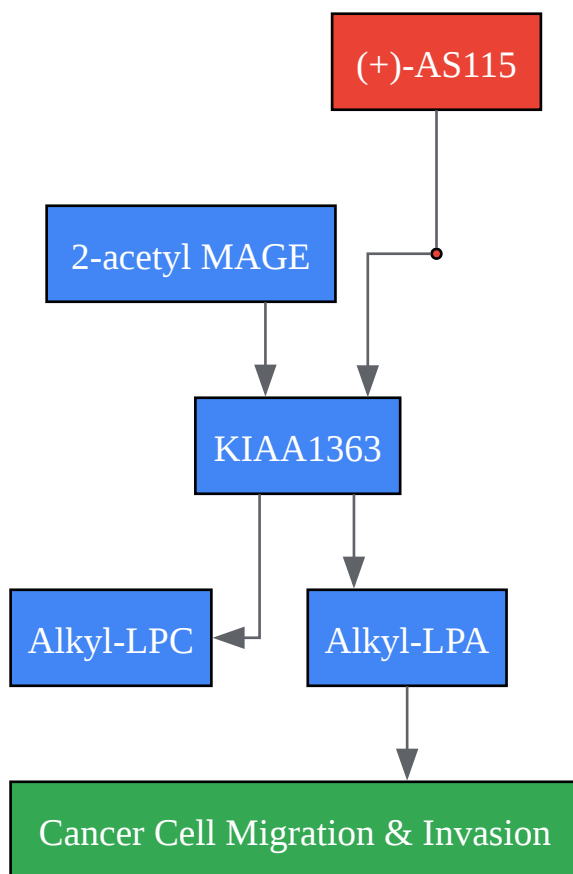 (+)-AS115
2-acetyl MAGE
KIAA1363
Alkyl-LPC
Alkyl-LPA
Cancer Cell Migration & Invasion